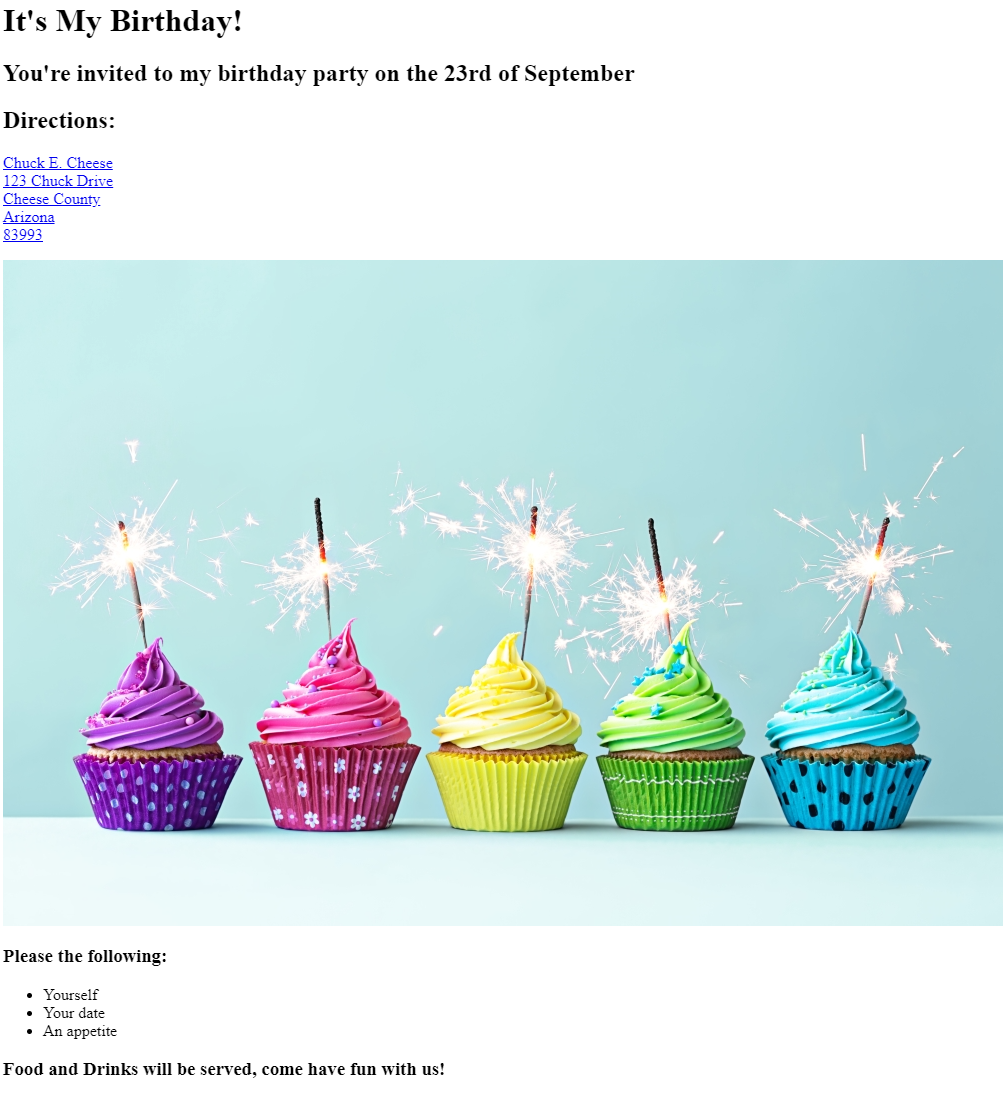 It's My Birthday!
You're invited to my birthday party on the 23rd of September
Directions:
Chuck E. Cheese
123 Chuck Drive
Cheese County
Arizona
83993
Please the following:
Yourself
Your date
An appetite
Food and Drinks will be served, come have fun with us!